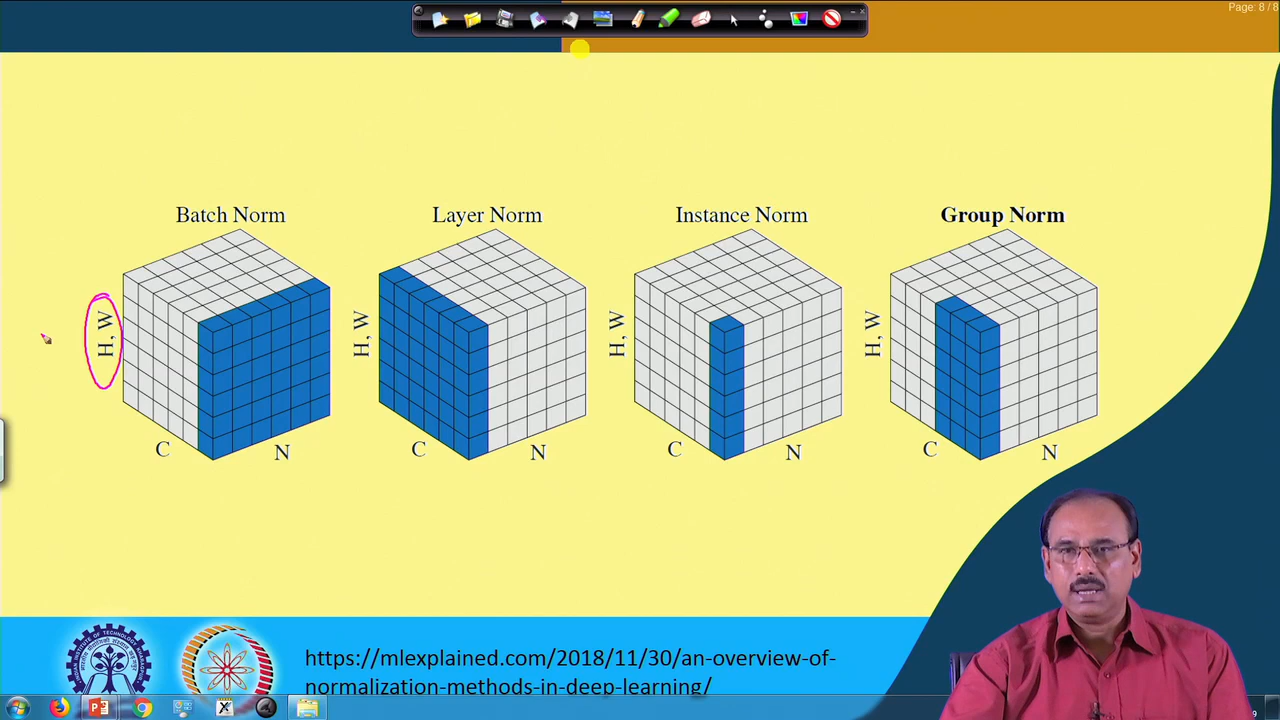 Page: 8 / 8
Batch Norm
Layer Norm
Instance Norm
Group Norm
H, W
H, W
H, W
H, W
C
N
C
N
C
N
C
N
https://mlexplained.com/2018/11/30/an-overview-of-
normalization-methods-in-deep-learning/